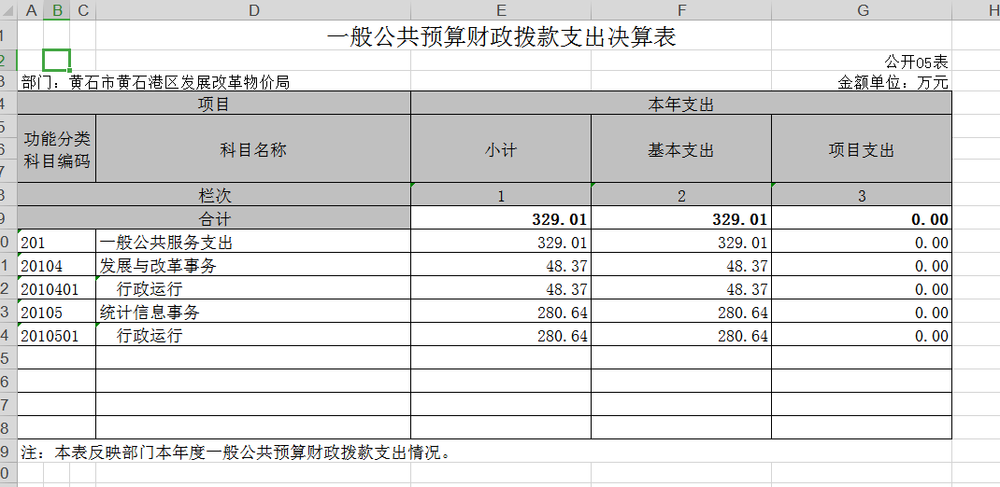 A B C D E F G H
1 一般公共预算财政拨款支出决算表
2 公开05表
3 部门：黄石市黄石港区发展改革物价局 金额单位：万元
4 项目 本年支出
5
功能分类科目编码 科目名称 小计 基本支出 项目支出
6
7
8 栏次 1 2 3
9 合计 329.01 329.01 0.00
0 201 一般公共服务支出 329.01 329.01 0.00
1 20104 发展与改革事务 48.37 48.37 0.00
2 2010401 行政运行 48.37 48.37 0.00
3 20105 统计信息事务 280.64 280.64 0.00
4 2010501 行政运行 280.64 280.64 0.00
5
6
7
8
9 注：本表反映部门本年度一般公共预算财政拨款支出情况。
0